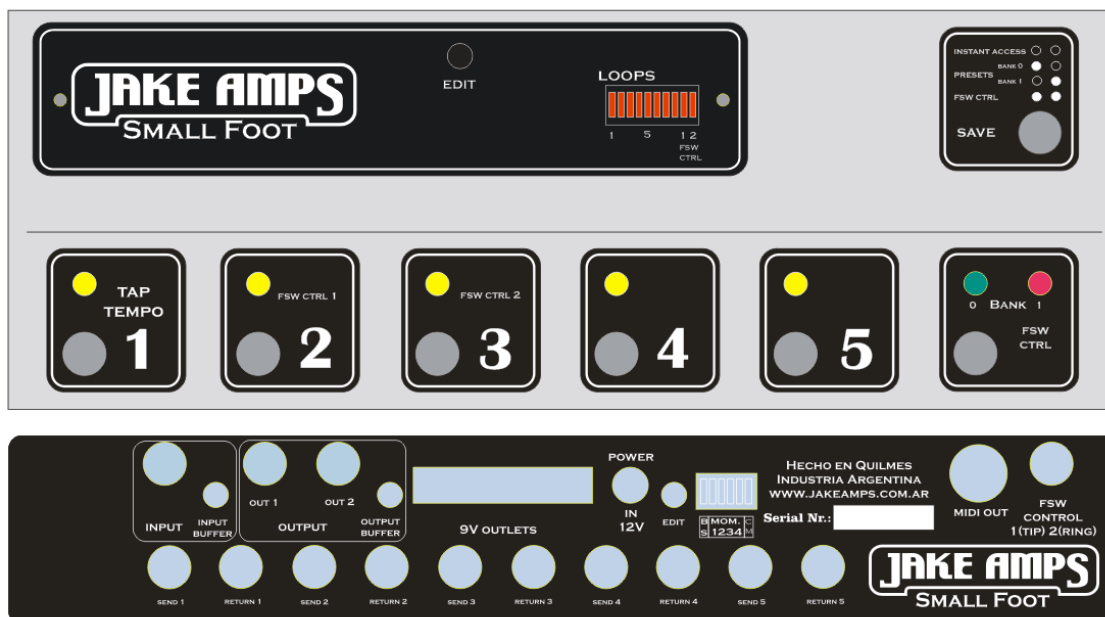 JAKE AMPS
SMALL FOOT
EDIT
LOOPS
1 5 1 2
FSW
CTRL
INSTANT ACCESS
BANK 0
PRESETS
BANK 1
FSW CTRL
SAVE
TAP
TEMPO
1
FSW CTRL 1
2
FSW CTRL 2
3
4
5
0 BANK 1
FSW
CTRL
INPUT
INPUT
BUFFER
OUT 1
OUT 2
OUTPUT
OUTPUT
BUFFER
9V OUTLETS
POWER
IN
12V
EDIT
B MOM. C
S 1234 M
HECHO EN QUILMES
INDUSTRIA ARGENTINA
WWW.JAKEAMPS.COM.AR
Serial Nr.:
MIDI OUT
FSW
CONTROL
1 (TIP) 2(RING)
SEND 1
RETURN 1
SEND 2
RETURN 2
SEND 3
RETURN 3
SEND 4
RETURN 4
SEND 5
RETURN 5
JAKE AMPS
SMALL FOOT